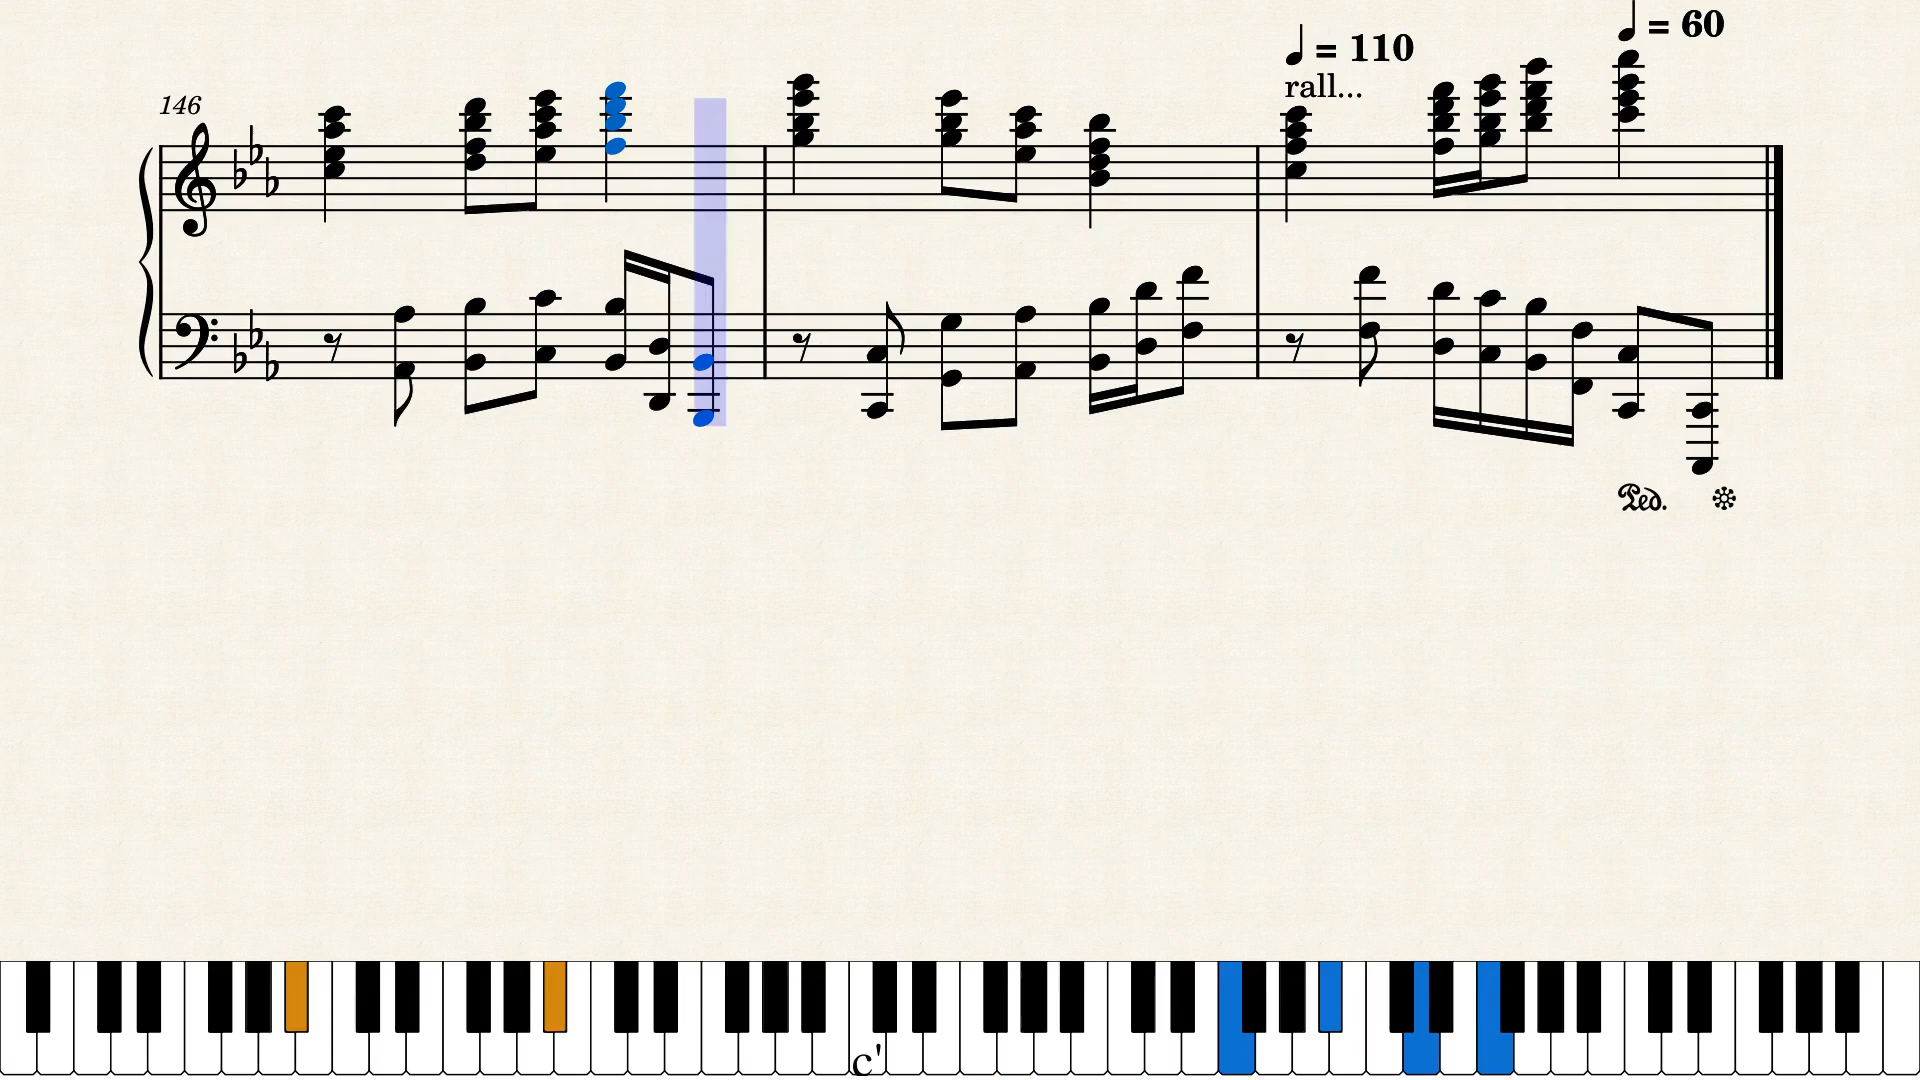 = 60
= 110
rall...
146
Ped.
c'